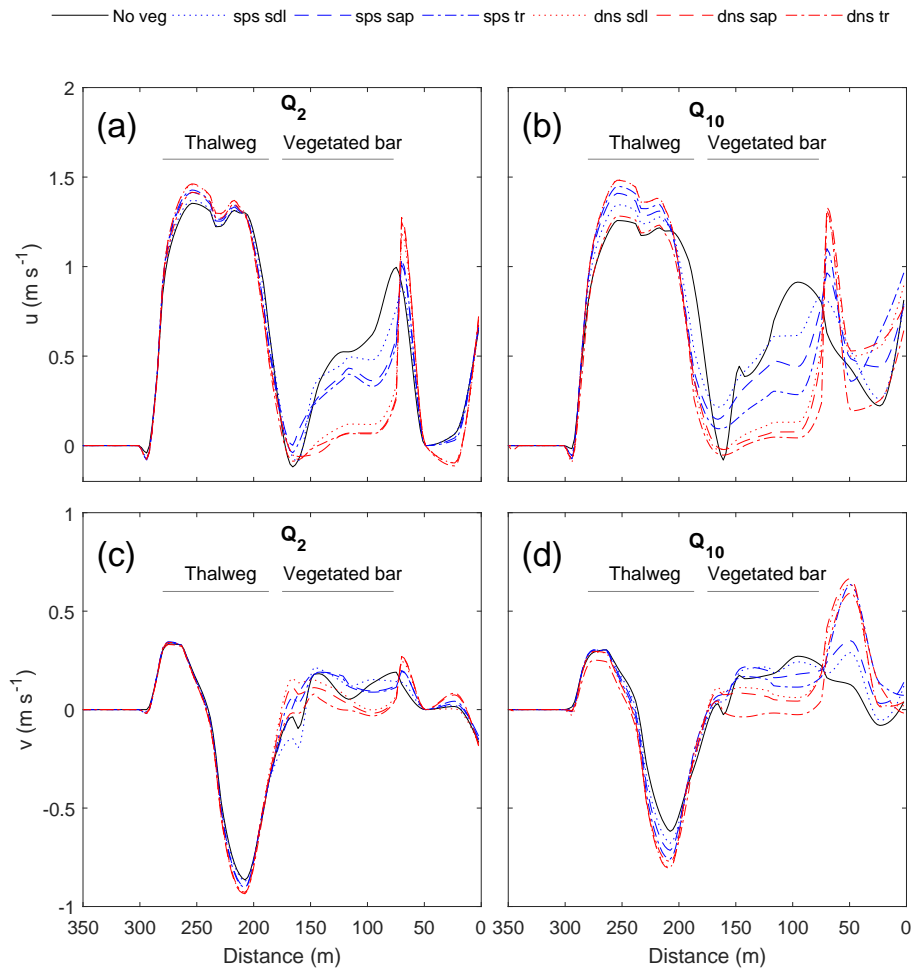 No veg sps sdl sps sap sps tr dns sdl dns sap dns tr
(a) Q2 (b) Q10
Thalweg Vegetated bar Thalweg Vegetated bar
2
1.5
1
0.5
0
u (m s-1)
(c) Q2 (d) Q10
Thalweg Vegetated bar Thalweg Vegetated bar
1
0.5
0
-0.5
-1
v (m s-1)
350 300 250 200 150 100 50 0 350 300 250 200 150 100 50 0
Distance (m) Distance (m)